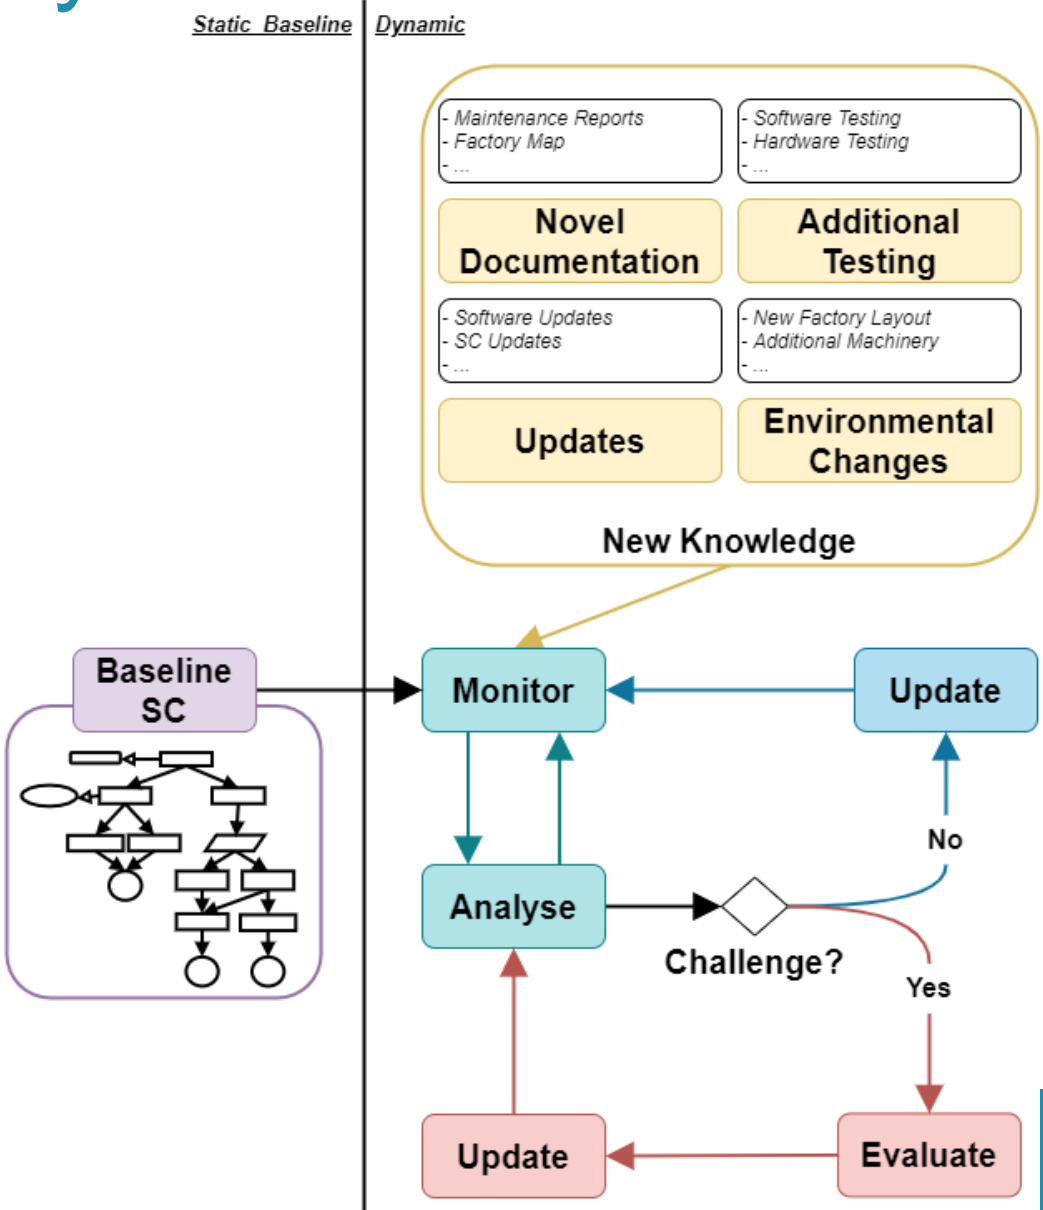 Static Baseline
Dynamic
- Maintenance Reports
- Factory Map
- ...
- Software Testing
- Hardware Testing
- ...
Novel
Documentation
Additional
Testing
- Software Updates
- SC Updates
- ...
- New Factory Layout
- Additional Machinery
- ...
Updates
Environmental
Changes
New Knowledge
Baseline
SC
Monitor
Update
No
Analyse
Challenge?
Yes
Update
Evaluate